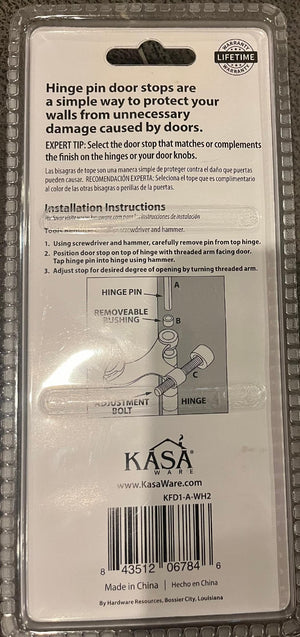 WARRANTY
LIFETIME
WARRANTY
Hinge pin door stops are
a simple way to protect your
walls from unnecessary
damage caused by doors.
EXPERT TIP: Select the door stop that matches or complements
the finish on the hinges or your door knobs.
Las bisagras de tope son una manera simple de proteger contra el daño que puertas
pueden causar. RECOMENDACIÓN EXPERTA: Selecciona el tope que es complimentario
al color de las otras bisagras o perillas de la puertas.
Installation Instructions
instrucciones de instalación
screwdriver and hammer.
1. Using screwdriver and hammer, carefully remove pin from top hinge.
2. Position door stop on top of hinge with threaded arm facing door.
Tap hinge pin into hinge using hammer.
3. Adjust stop for desired degree of opening by turning threaded arm.
A
HINGE PIN
REMOVEABLE
BUSHING
B
C
ADJUSTMENT
BOLT
HINGE
KASA
WARE
www.KasaWare.com
KFD1-A-WH2
8 43512 06784 6
Made in China | Hecho en China
By Hardware Resources, Bossier City, Louisiana